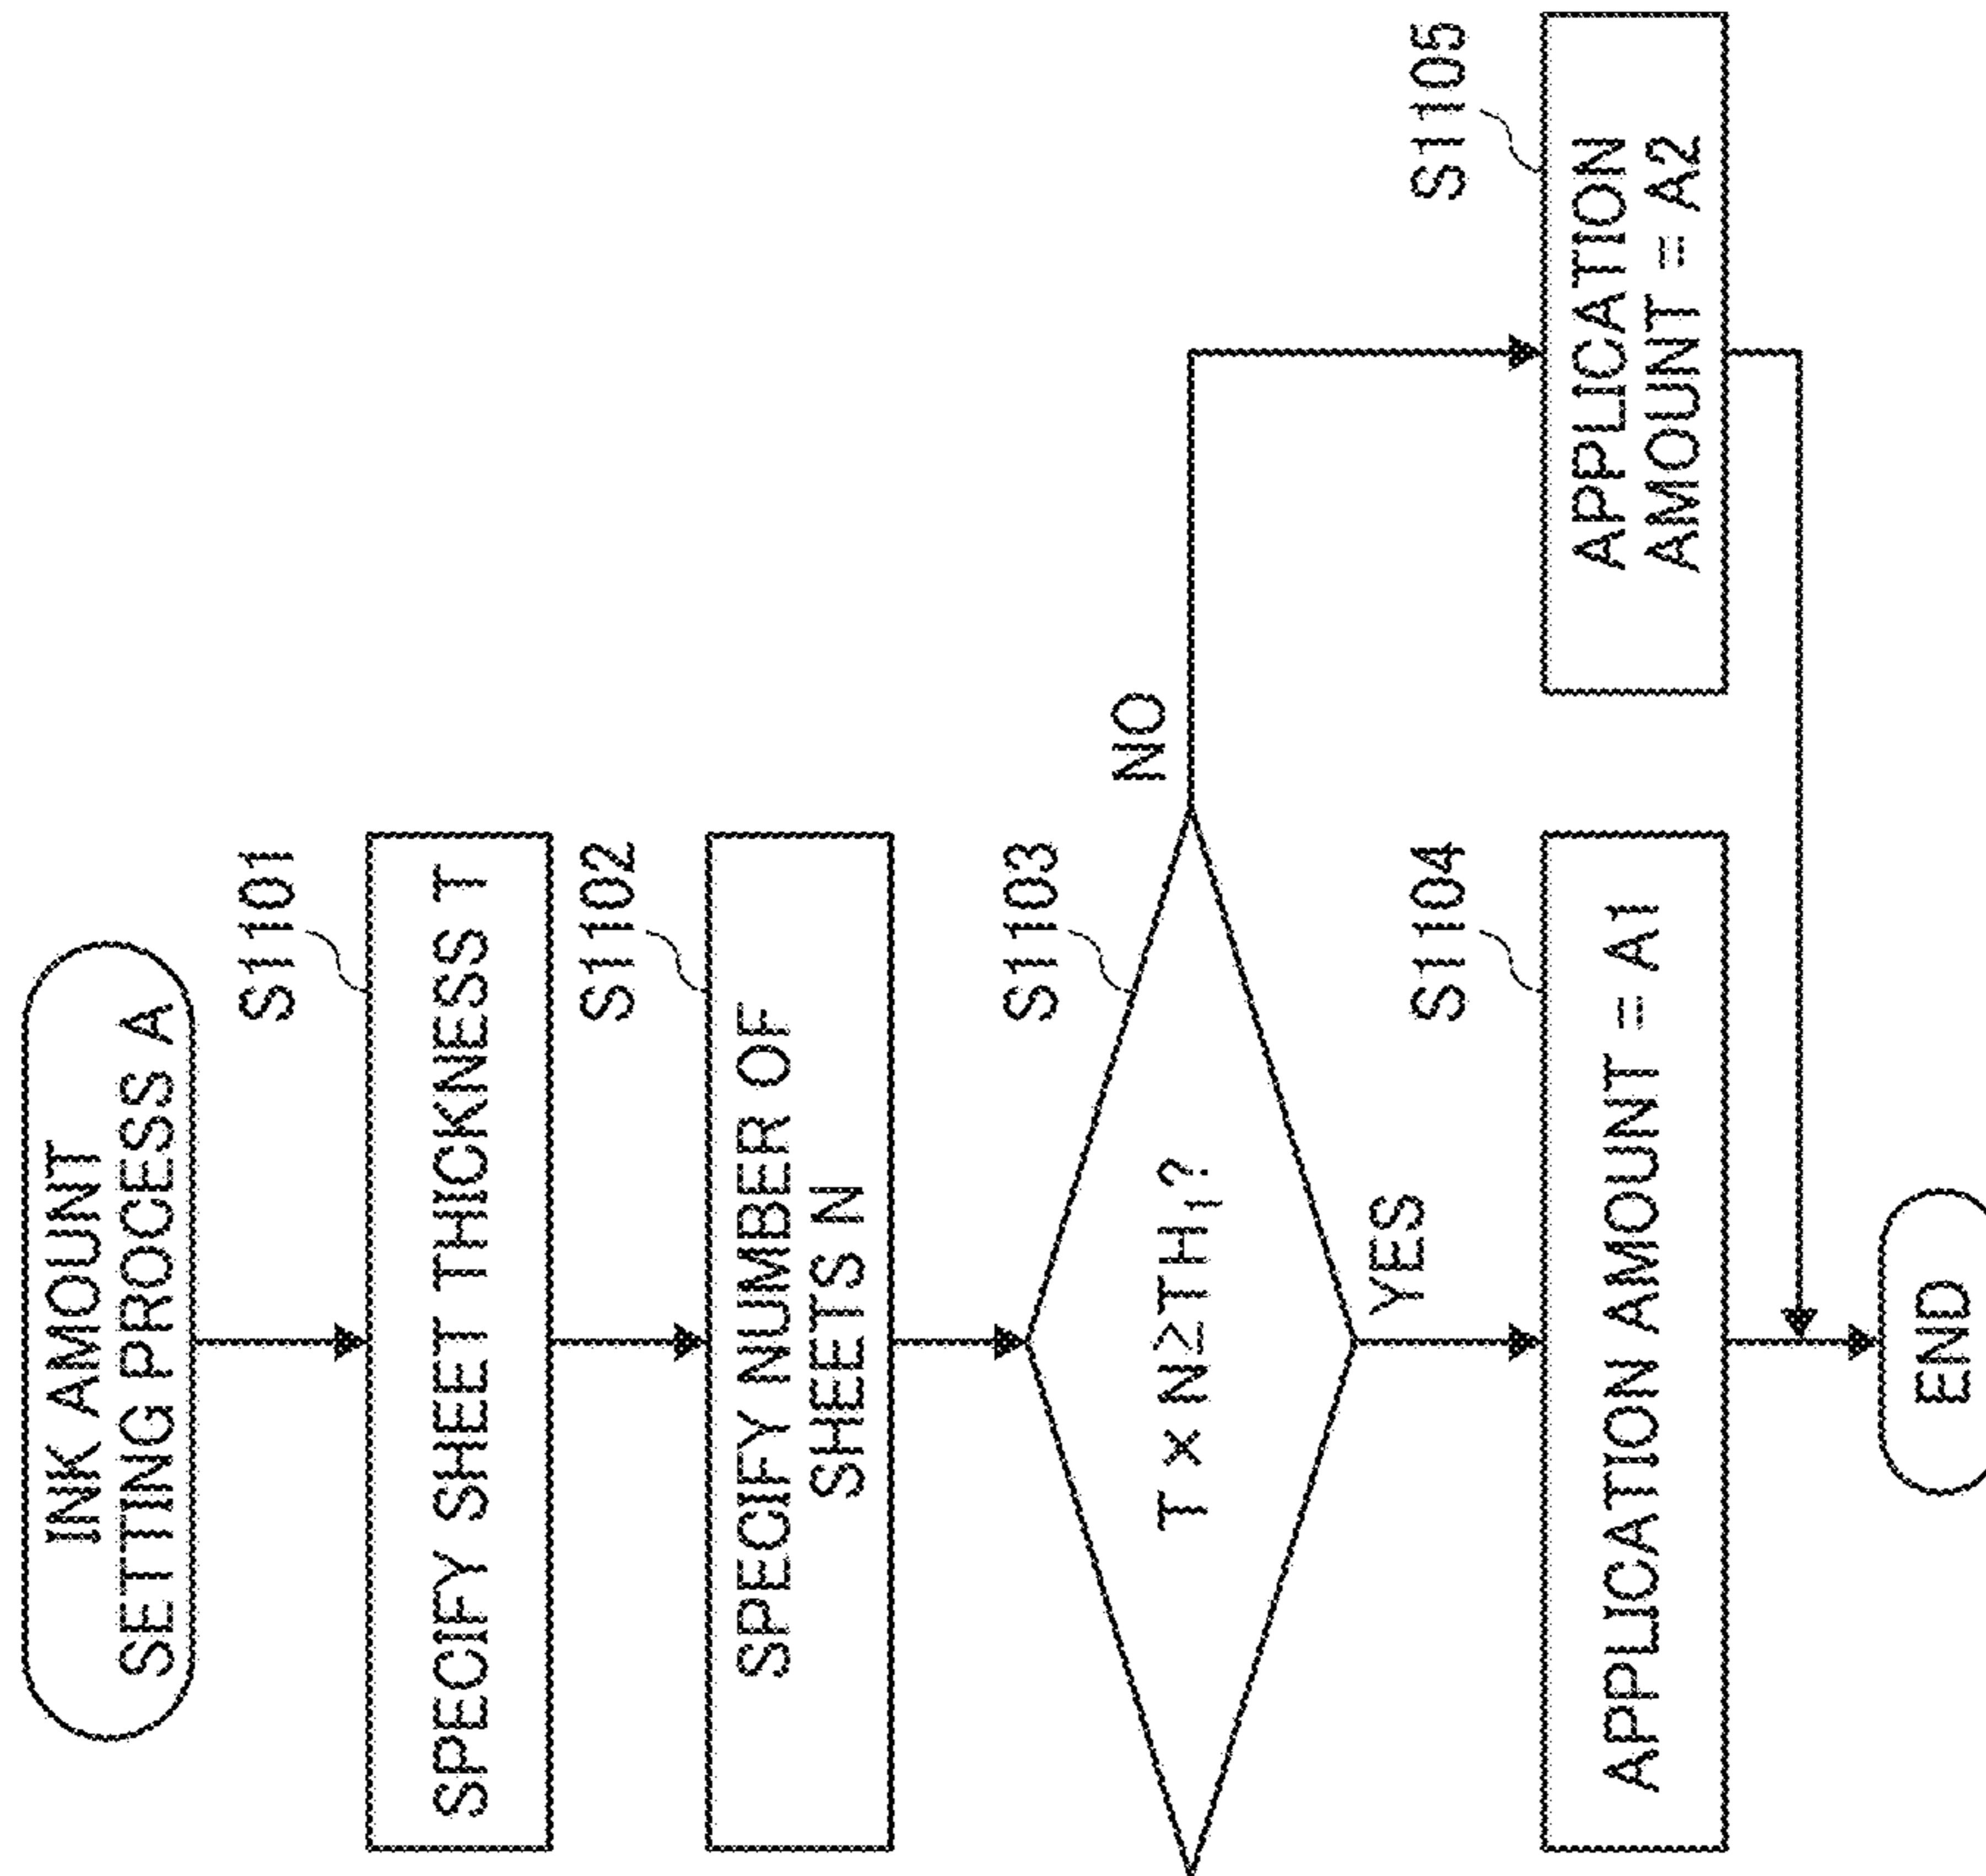 INK AMOUNT
SETTING PROCESS A
S1101
SPECIFY SHEET THICKNESS T
S1102
SPECIFY NUMBER OF
SHEETS N
S1103
T × N≥TH₁?
NO
YES
S1104
APPLICATION AMOUNT = A1
S1105
APPLICATION
AMOUNT = A2
END